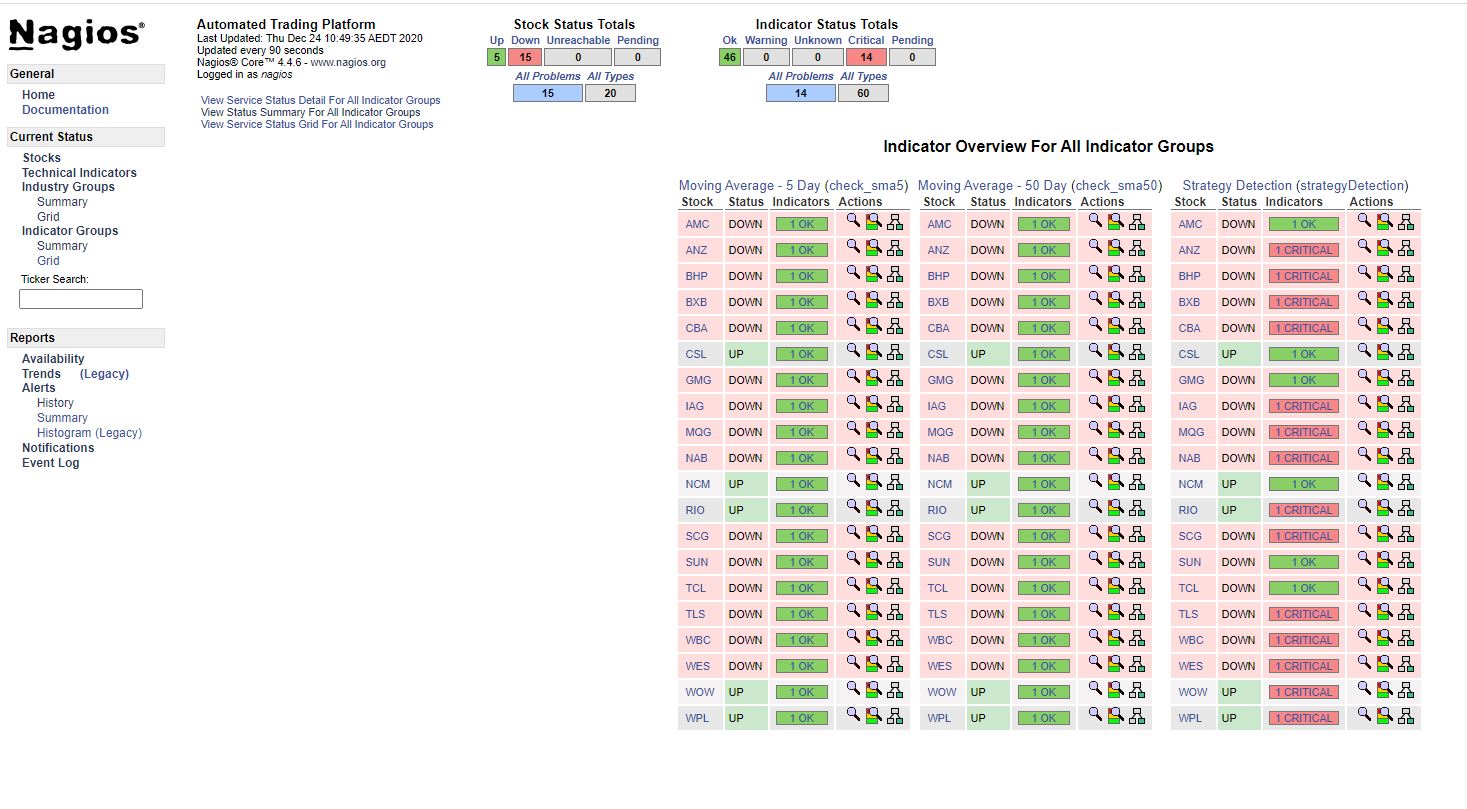 Nagios®
General
Home
Documentation
Current Status
Stocks
Technical Indicators
Industry Groups
Summary
Grid
Indicator Groups
Summary
Grid
Ticker Search:
Reports
Availability
Trends (Legacy)
Alerts
History
Summary
Histogram (Legacy)
Notifications
Event Log
Automated Trading Platform
Last Updated: Thu Dec 24 10:49:35 AEDT 2020
Updated every 90 seconds
Nagios® Core™ 4.4.6 - www.nagios.org
Logged in as nagios
View Service Status Detail For All Indicator Groups
View Status Summary For All Indicator Groups
View Service Status Grid For All Indicator Groups
Stock Status Totals
Up Down Unreachable Pending
5 15 0 0
All Problems All Types
15 20
Indicator Status Totals
Ok Warning Unknown Critical Pending
46 0 0 14 0
All Problems All Types
14 60
Indicator Overview For All Indicator Groups
Moving Average - 5 Day (check_sma5)
Stock Status Indicators Actions
AMC DOWN 1 OK
ANZ DOWN 1 OK
BHP DOWN 1 OK
BXB DOWN 1 OK
CBA DOWN 1 OK
CSL UP 1 OK
GMG DOWN 1 OK
IAG DOWN 1 OK
MQG DOWN 1 OK
NAB DOWN 1 OK
NCM UP 1 OK
RIO UP 1 OK
SCG DOWN 1 OK
SUN DOWN 1 OK
TCL DOWN 1 OK
TLS DOWN 1 OK
WBC DOWN 1 OK
WES DOWN 1 OK
WOW UP 1 OK
WPL UP 1 OK
Moving Average - 50 Day (check_sma50)
Stock Status Indicators Actions
AMC DOWN 1 OK
ANZ DOWN 1 OK
BHP DOWN 1 OK
BXB DOWN 1 OK
CBA DOWN 1 OK
CSL UP 1 OK
GMG DOWN 1 OK
IAG DOWN 1 OK
MQG DOWN 1 OK
NAB DOWN 1 OK
NCM UP 1 OK
RIO UP 1 OK
SCG DOWN 1 OK
SUN DOWN 1 OK
TCL DOWN 1 OK
TLS DOWN 1 OK
WBC DOWN 1 OK
WES DOWN 1 OK
WOW UP 1 OK
WPL UP 1 OK
Strategy Detection (strategyDetection)
Stock Status Indicators Actions
AMC DOWN 1 OK
ANZ DOWN 1 CRITICAL
BHP DOWN 1 CRITICAL
BXB DOWN 1 CRITICAL
CBA DOWN 1 CRITICAL
CSL UP 1 OK
GMG DOWN 1 OK
IAG DOWN 1 CRITICAL
MQG DOWN 1 CRITICAL
NAB DOWN 1 CRITICAL
NCM UP 1 OK
RIO UP 1 CRITICAL
SCG DOWN 1 CRITICAL
SUN DOWN 1 OK
TCL DOWN 1 OK
TLS DOWN 1 CRITICAL
WBC DOWN 1 CRITICAL
WES DOWN 1 CRITICAL
WOW UP 1 CRITICAL
WPL UP 1 CRITICAL